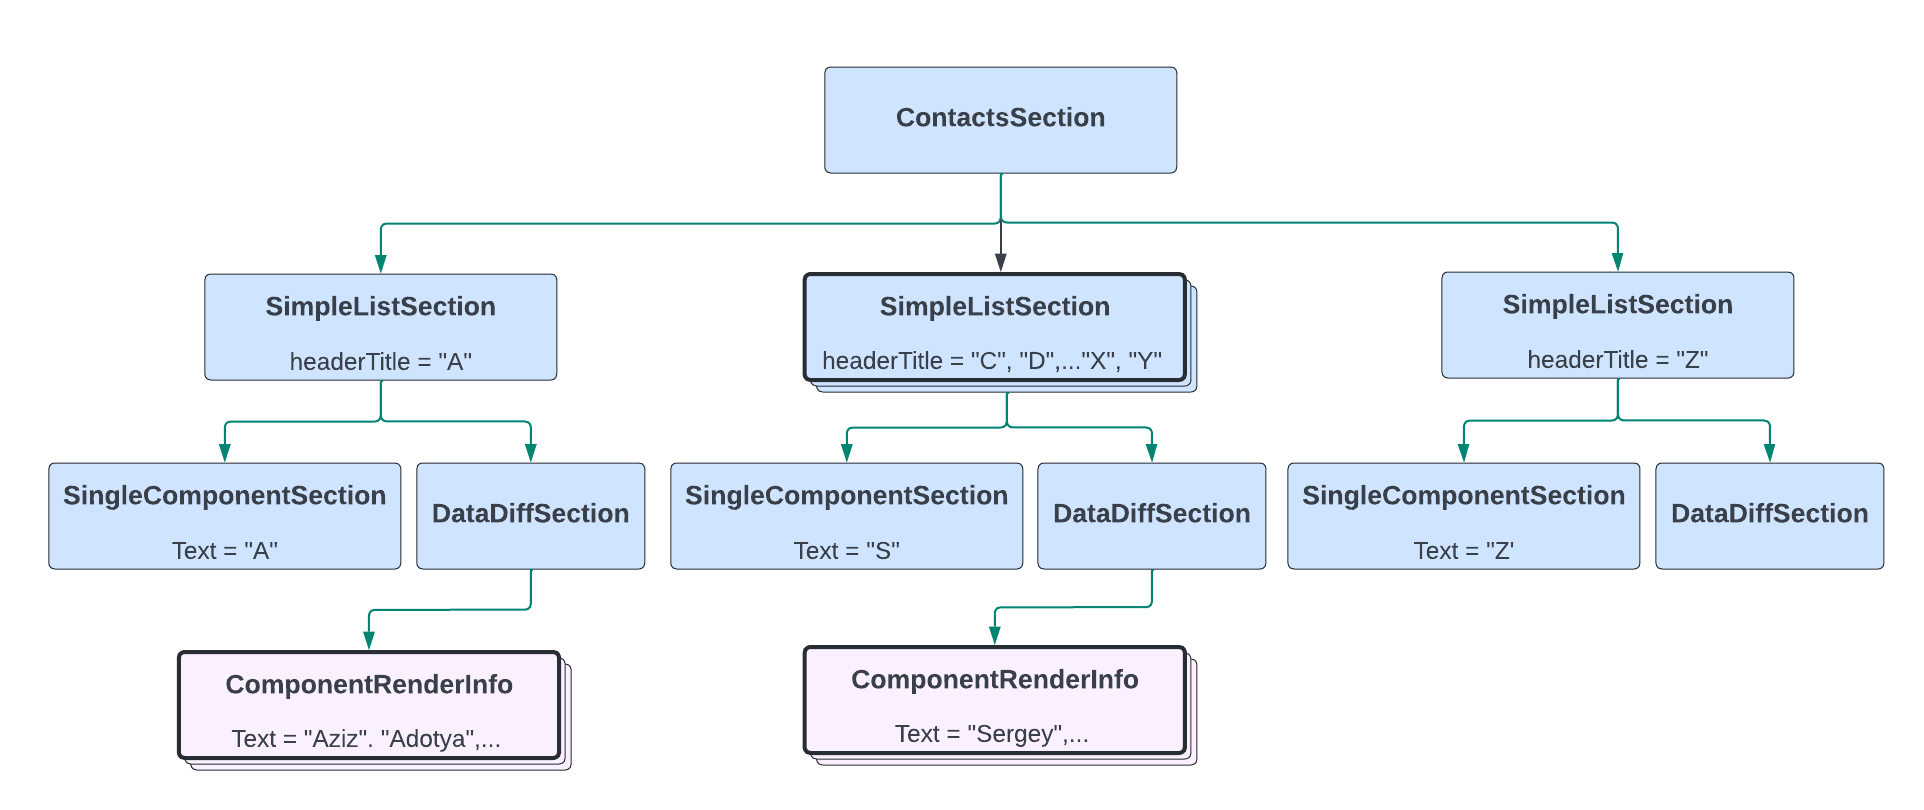 ContactsSection
SimpleListSection
headerTitle = "A"
SimpleListSection
headerTitle = "C", "D",..."X", "Y"
SimpleListSection
headerTitle = "Z"
SingleComponentSection
Text = "A"
DataDiffSection
SingleComponentSection
Text = "S"
DataDiffSection
SingleComponentSection
Text = "Z'
DataDiffSection
ComponentRenderInfo
Text = "Aziz". "Adotya",...
ComponentRenderInfo
Text = "Sergey",...